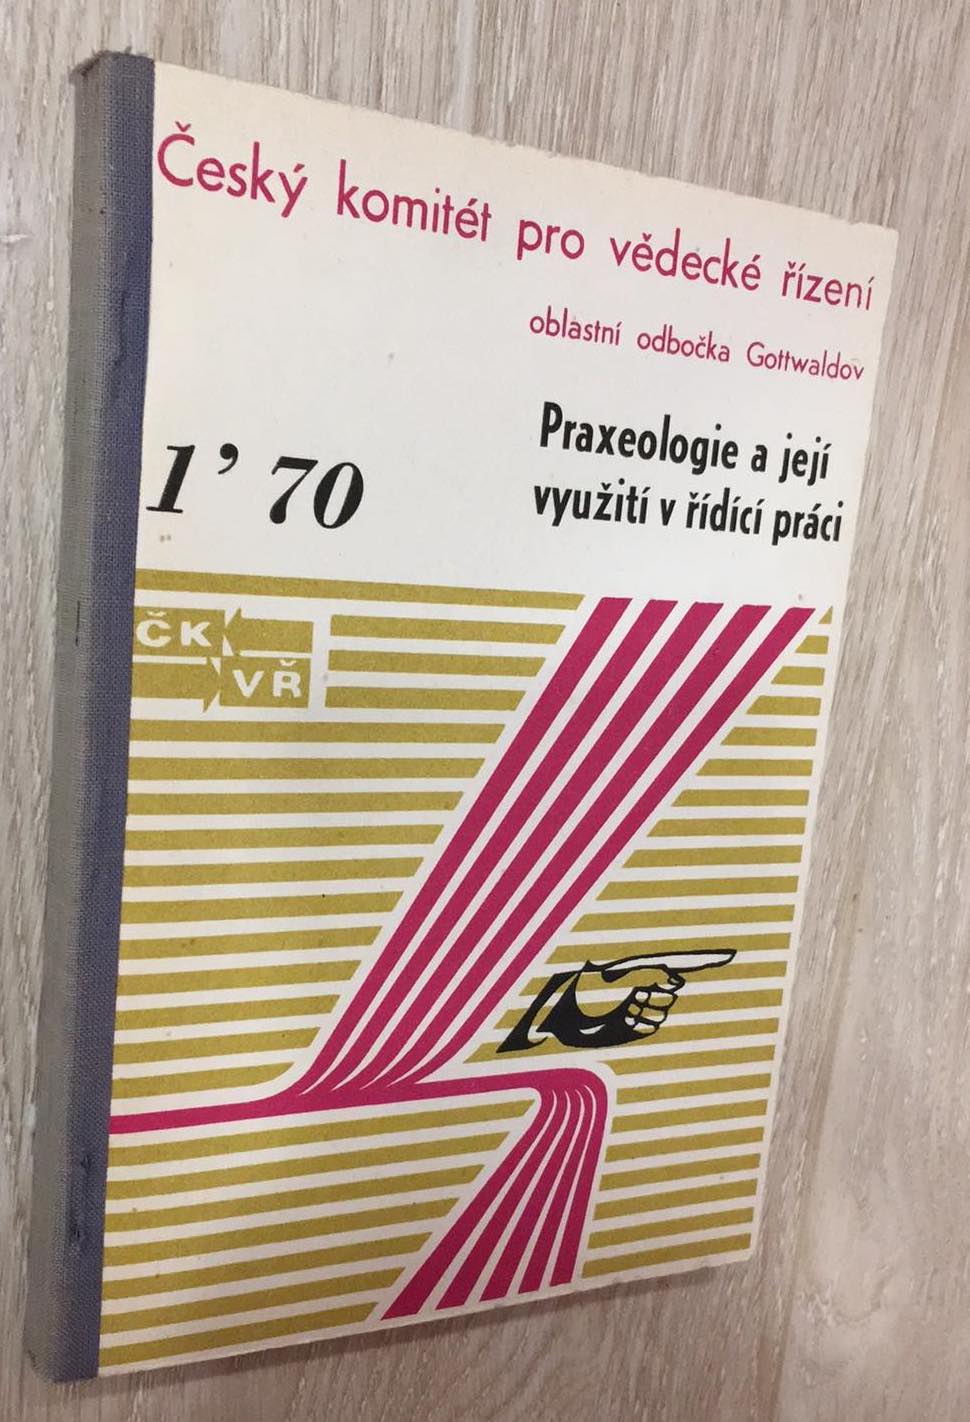 Český komitét pro vědecké řízení
oblastní odbočka Gottwaldov
1’ 70
Praxeologie a její
využití v řídící práci
ČK
VŘ